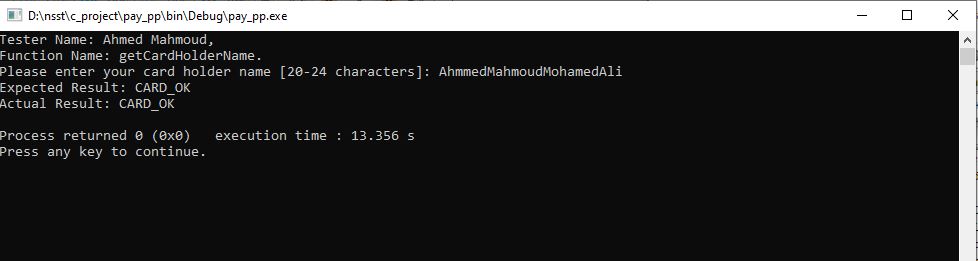 D:\nsst\c_project\pay_pp\bin\Debug\pay_pp.exe
Tester Name: Ahmed Mahmoud,
Function Name: getCardHolderName.
Please enter your card holder name [20-24 characters]: AhmmedMahmoudMohamedAli
Expected Result: CARD_OK
Actual Result: CARD_OK
Process returned 0 (0x0)   execution time : 13.356 s
Press any key to continue.